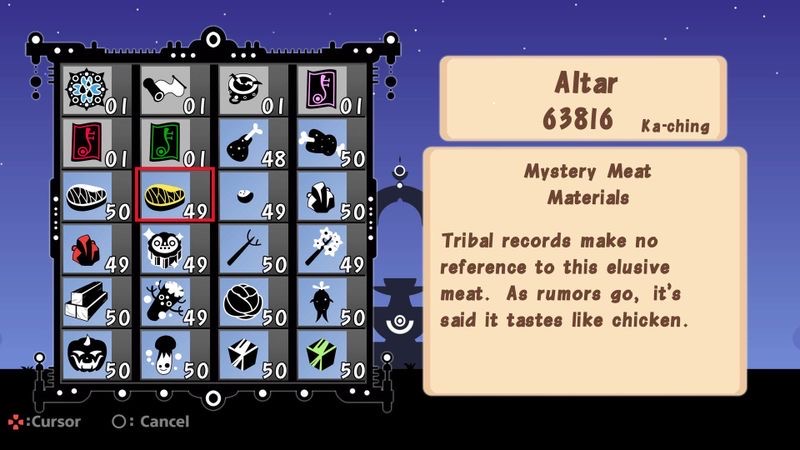 01 01 01 01
01 01 48 50
50 49 49 50
49 49 50 50
50 49 50 50
50 50 50 50
Altar
63816 Ka-ching
Mystery Meat
Materials
Tribal records make no
reference to this elusive
meat. As rumors go, it's
said it tastes like chicken.
:Cursor : Cancel